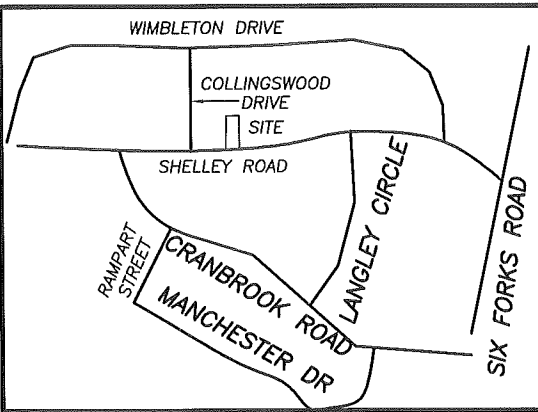 WIMBLETON DRIVE
COLLINGSWOOD
DRIVE
SITE
SHELLEY ROAD
LANGLEY CIRCLE
SIX FORKS ROAD
RAMPART
STREET
CRANBROOK ROAD
MANCHESTER DR